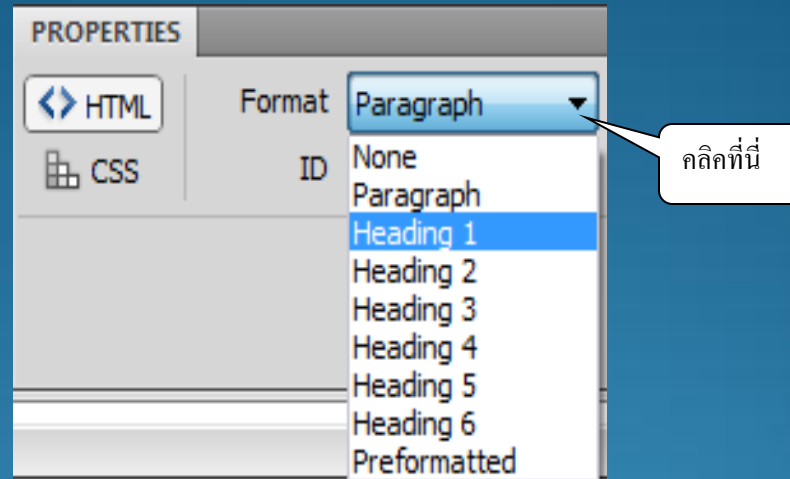 PROPERTIES
<> HTML
Format
Paragraph
คลิกที่นี่
CSS
ID
None
Paragraph
Heading 1
Heading 2
Heading 3
Heading 4
Heading 5
Heading 6
Preformatted